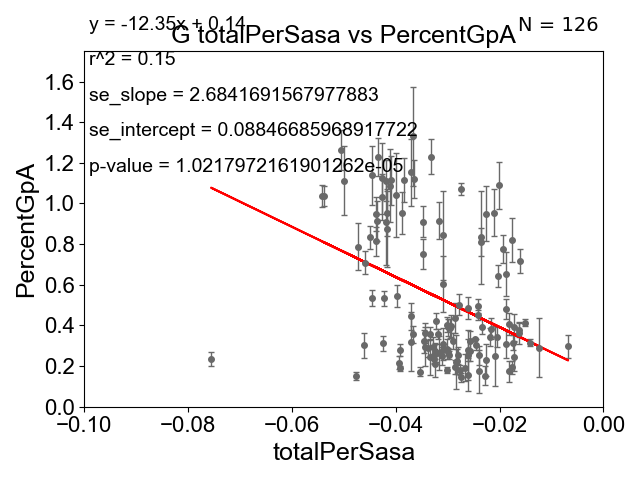 y = -12.35x + 0.14
N = 126
G totalPerSasa vs PercentGpA
r^2 = 0.15
se_slope = 2.6841691567977883
se_intercept = 0.08846685968917722
p-value = 1.0217972161901262e-05
1.6
1.4
1.2
1.0
0.8
0.6
0.4
0.2
0.0
PercentGpA
−0.10 −0.08 −0.06 −0.04 −0.02 0.00
totalPerSasa